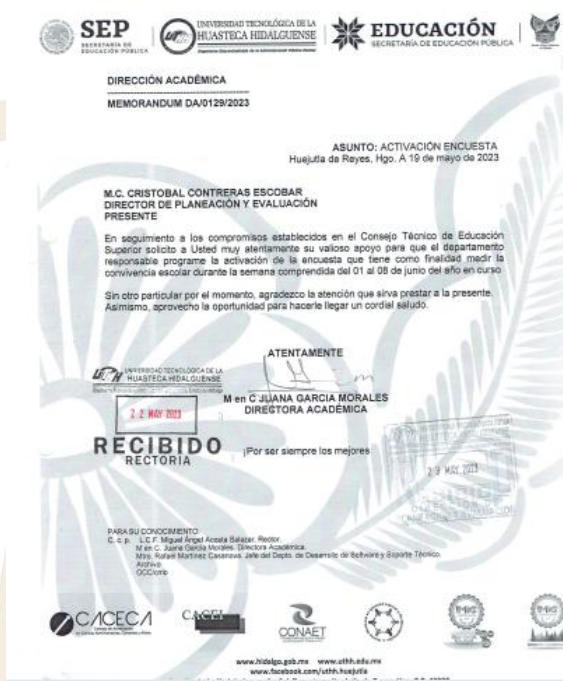 SEP
SECRETARÍA DE
EDUCACIÓN PÚBLICA
UNIVERSIDAD TECNOLÓGICA DE LA
HUASTECA HIDALGUENSE
EDUCACIÓN
SECRETARÍA DE EDUCACIÓN PÚBLICA
DIRECCIÓN ACADÉMICA
MEMORANDUM DA/0129/2023
ASUNTO: ACTIVACIÓN ENCUESTA
Huejutla de Reyes, Hgo. A 19 de mayo de 2023
M.C. CRISTOBAL CONTRERAS ESCOBAR
DIRECTOR DE PLANEACIÓN Y EVALUACIÓN
PRESENTE
En seguimiento a los compromisos establecidos en el Consejo Técnico de Educación
Superior solicito a Usted muy atentamente su valioso apoyo para que el departamento
responsable programe la activación de la encuesta que tiene como finalidad medir la
convivencia escolar durante la semana comprendida del 01 al 08 de junio del año en curso
Sin otro particular por el momento, agradezco la atención que sirva prestar a la presente.
Asimismo, aprovecho la oportunidad para hacerle llegar un cordial saludo.
ATENTAMENTE
UNIVERSIDAD TECNOLÓGICA DE LA
HUASTECA HIDALGUENSE
M en C JUANA GARCIA MORALES
DIRECTORA ACADÉMICA
22 MAY 2023
RECIBIDO
RECTORIA
¡Por ser siempre los mejores
MAY. 2023
PARA SU CONOCIMIENTO
C. c. p. L.C.F. Miguel Ángel Acosta Salazar, Rector.
M en C. Juana García Morales. Directora Académica.
Mtro. Rafael Martínez Casanova. Jefe del Depto. de Desarrollo de Software y Soporte Técnico.
Archivo
CACECA
CACEI
CONAET
www.hidalgo.gob.mx www.uthh.edu.mx
www.facebook.com/uthh.huejutla